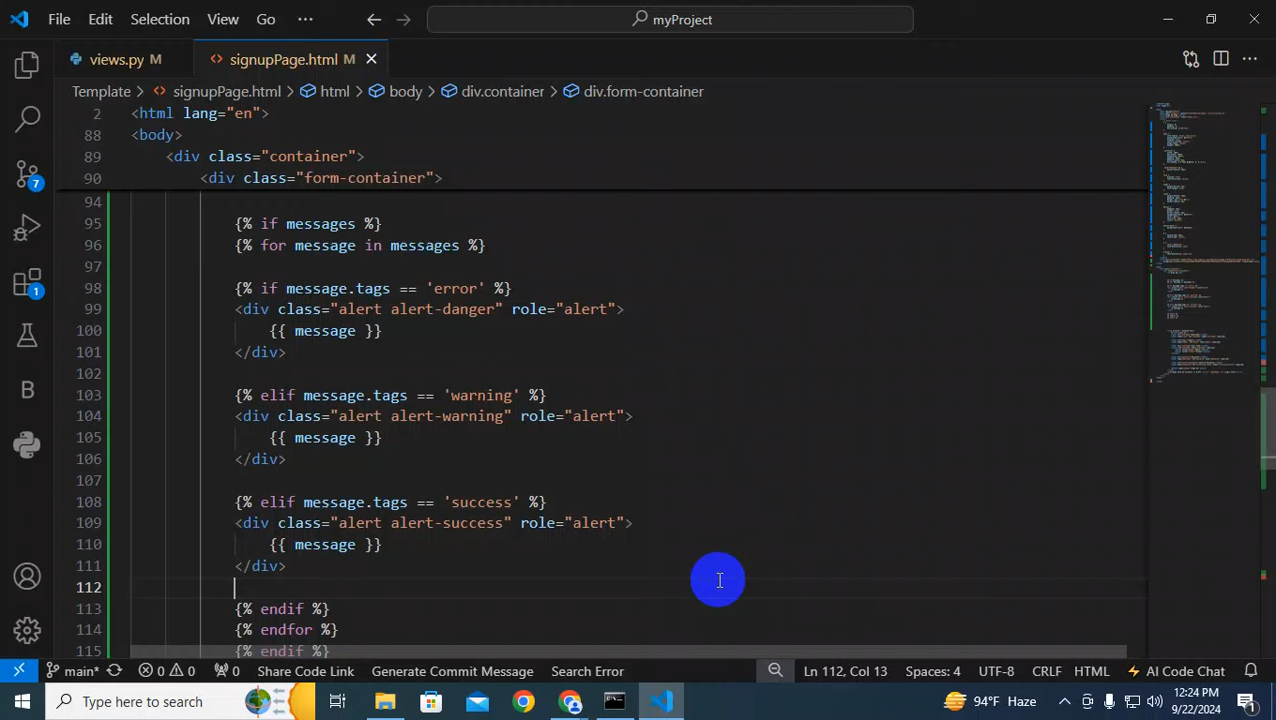 File Edit Selection View Go ··· myProject
views.py M signupPage.html M
Template > signupPage.html > html > body > div.container > div.form-container
2 <html lang="en">
88 <body>
89 <div class="container">
90 <div class="form-container">
94
95 {% if messages %}
96 {% for message in messages %}
97
98 {% if message.tags == 'error' %}
99 <div class="alert alert-danger" role="alert">
100 {{ message }}
101 </div>
102
103 {% elif message.tags == 'warning' %}
104 <div class="alert alert-warning" role="alert">
105 {{ message }}
106 </div>
107
108 {% elif message.tags == 'success' %}
109 <div class="alert alert-success" role="alert">
110 {{ message }}
111 </div>
112
113 {% endif %}
114 {% endfor %}
115 {% endif %}
7
1
B
main* 0 0 0 Share Code Link Generate Commit Message Search Error Ln 112, Col 13 Spaces: 4 UTF-8 CRLF HTML AI Code Chat
Type here to search 94°F Haze 12:24 PM 9/22/2024 1